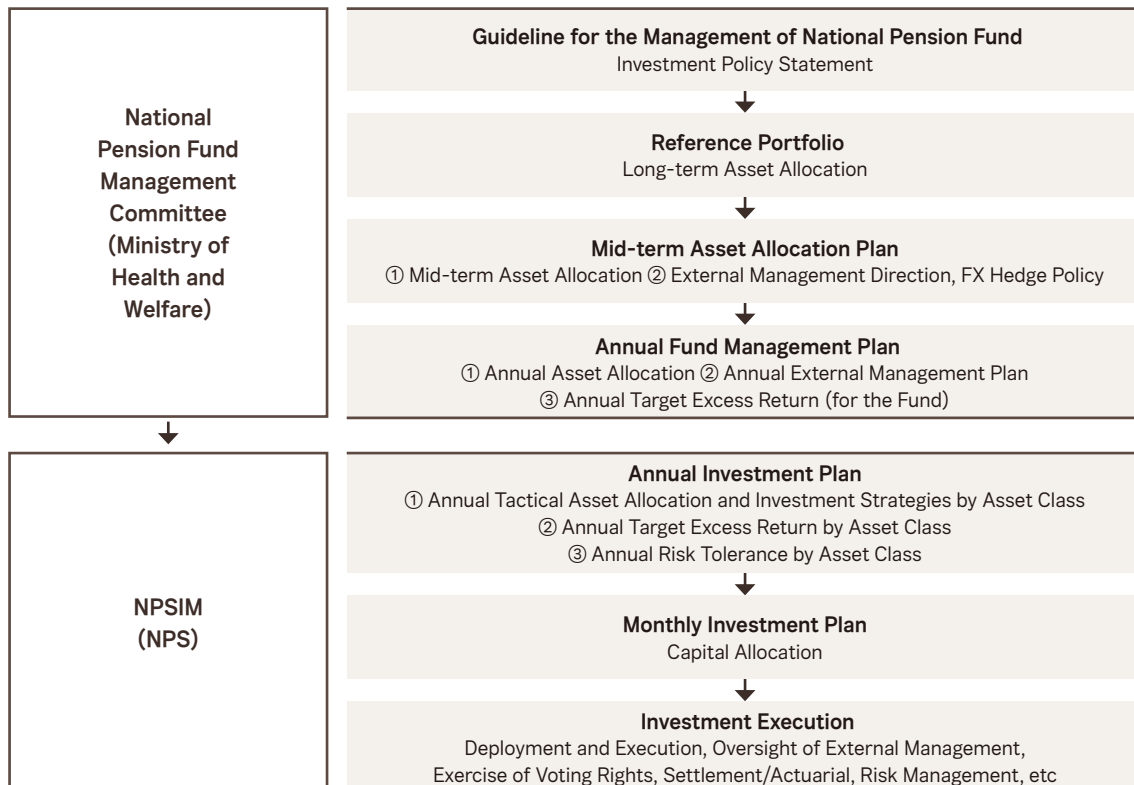 National
Pension Fund
Management
Committee
(Ministry of
Health and
Welfare)
Guideline for the Management of National Pension Fund
Investment Policy Statement
Reference Portfolio
Long-term Asset Allocation
Mid-term Asset Allocation Plan
① Mid-term Asset Allocation ② External Management Direction, FX Hedge Policy
Annual Fund Management Plan
① Annual Asset Allocation ② Annual External Management Plan
③ Annual Target Excess Return (for the Fund)
NPSIM
(NPS)
Annual Investment Plan
① Annual Tactical Asset Allocation and Investment Strategies by Asset Class
② Annual Target Excess Return by Asset Class
③ Annual Risk Tolerance by Asset Class
Monthly Investment Plan
Capital Allocation
Investment Execution
Deployment and Execution, Oversight of External Management,
Exercise of Voting Rights, Settlement/Actuarial, Risk Management, etc